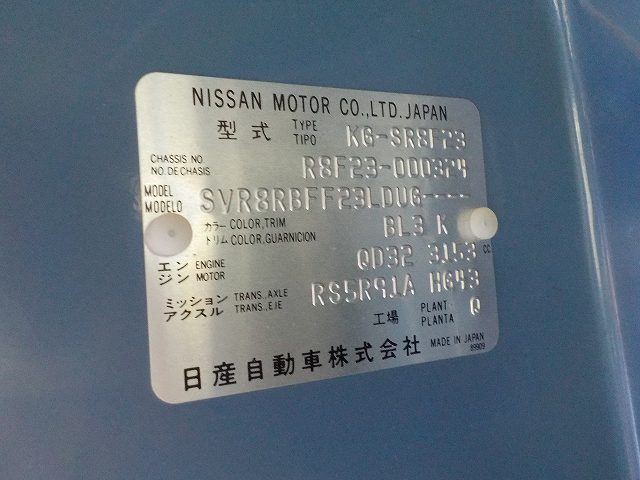 NISSAN MOTOR CO.,LTD. JAPAN
型式 TYPE TIPO KG-SR8F23
CHASSIS NO. NO. DE CHASIS R8F23-000324
MODEL MODELO SVR8RBFF23LDUG----
カラー COLOR,TRIM トリム COLOR,GUARNICION BL3 K
エンジン ENGINE MOTOR QD32 3153 CC
ミッション アクスル TRANS.,AXLE TRANS.,EJE RS5R91A HG43
工場 PLANT PLANTA Q
日産自動車株式会社 MADE IN JAPAN
89909